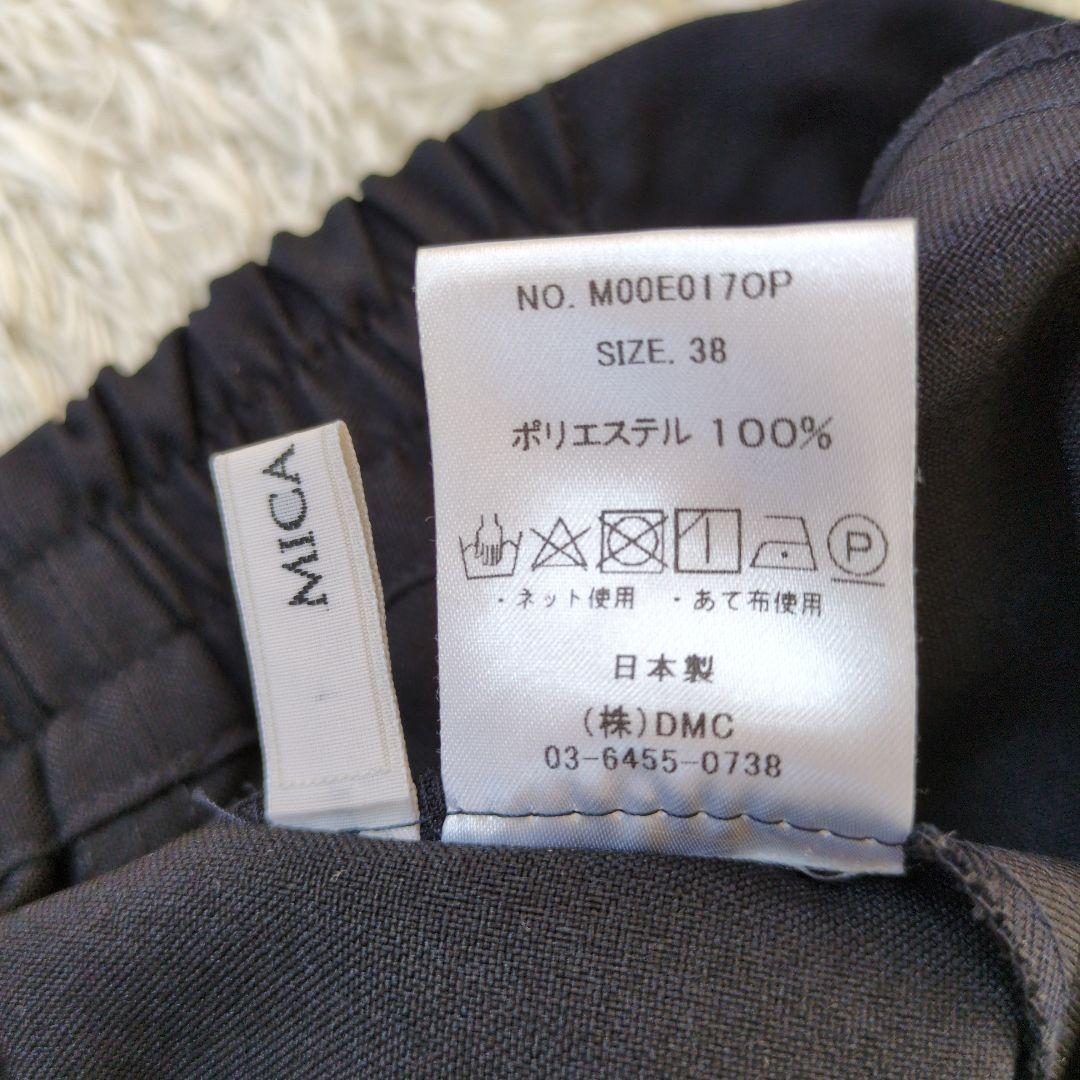 MICA
NO. M00E017OP
SIZE. 38
ポリエステル 100%
P
・ネット使用 ・あて布使用
日本製
(株)DMC
03-6455-0738